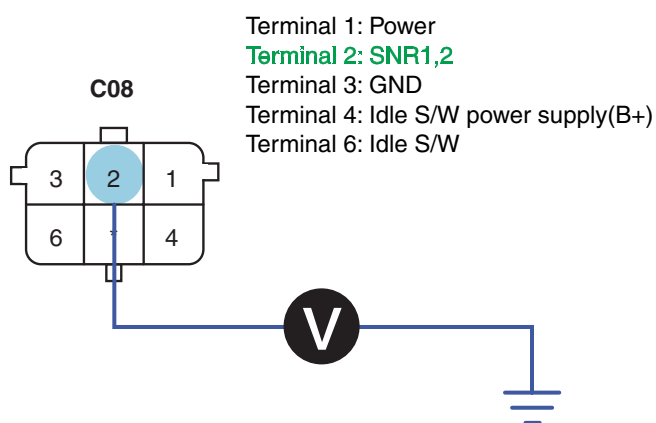 Terminal 1: Power
Terminal 2: SNR1,2
Terminal 3: GND
Terminal 4: Idle S/W power supply(B+)
Terminal 6: Idle S/W
C08
3 2 1
6 * 4
V